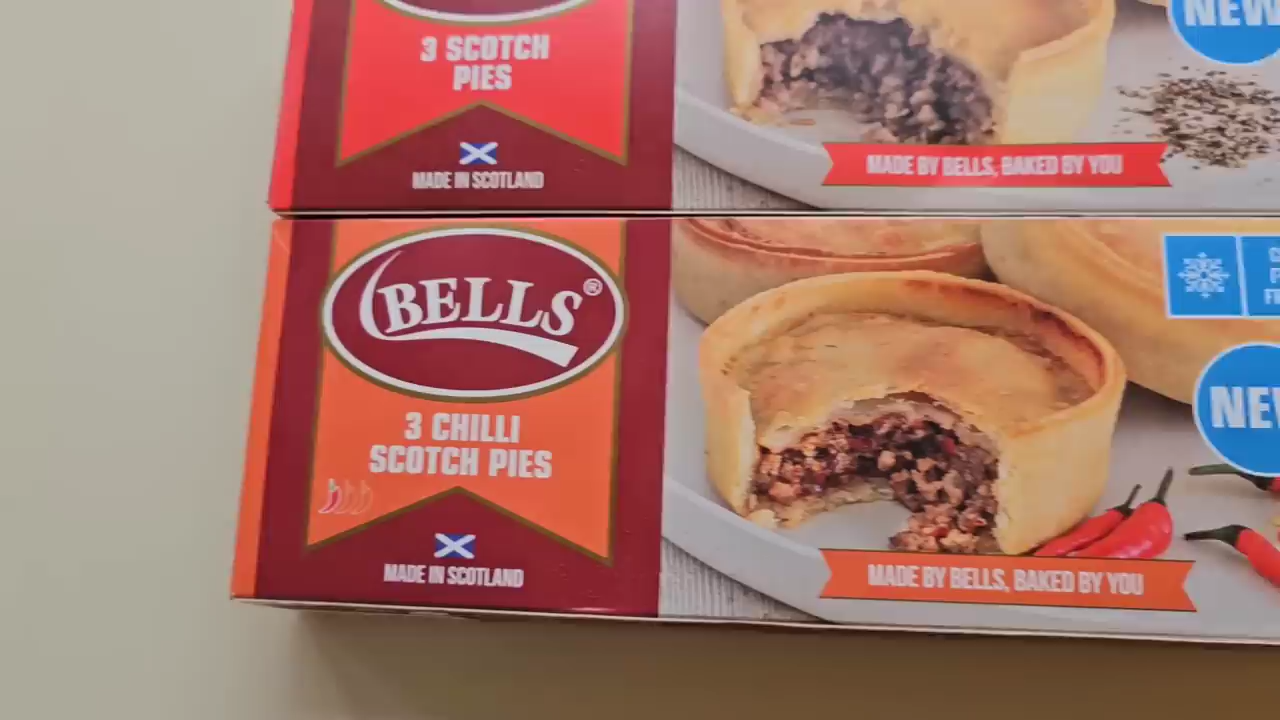 3 SCOTCH
PIES
MADE IN SCOTLAND
NEW
MADE BY BELLS, BAKED BY YOU
BELLS®
3 CHILLI
SCOTCH PIES
MADE IN SCOTLAND
MADE BY BELLS, BAKED BY YOU